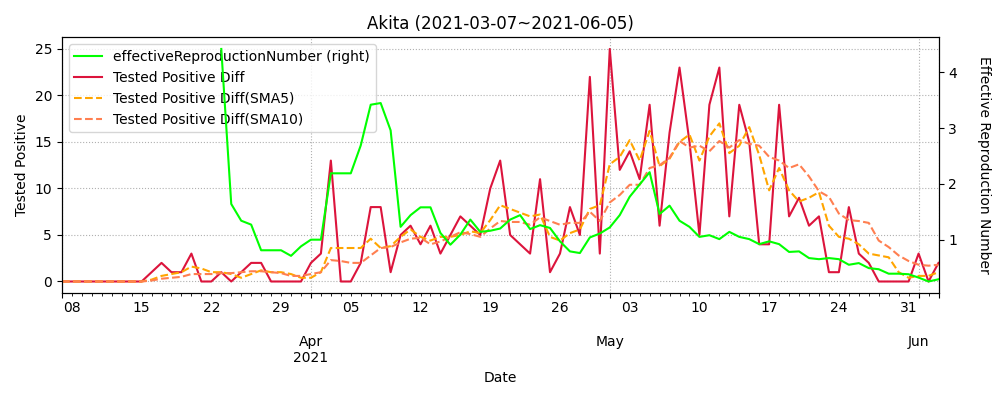 Akita (2021-03-07~2021-06-05)
effectiveReproductionNumber (right)
Tested Positive Diff
Tested Positive Diff(SMA5)
Tested Positive Diff(SMA10)
Tested Positive
25
20
15
10
5
0
4
3
2
1
Effective Reproduction Number
08 15 22 29 05 12 19 26 03 10 17 24 31
Apr May Jun
2021
Date